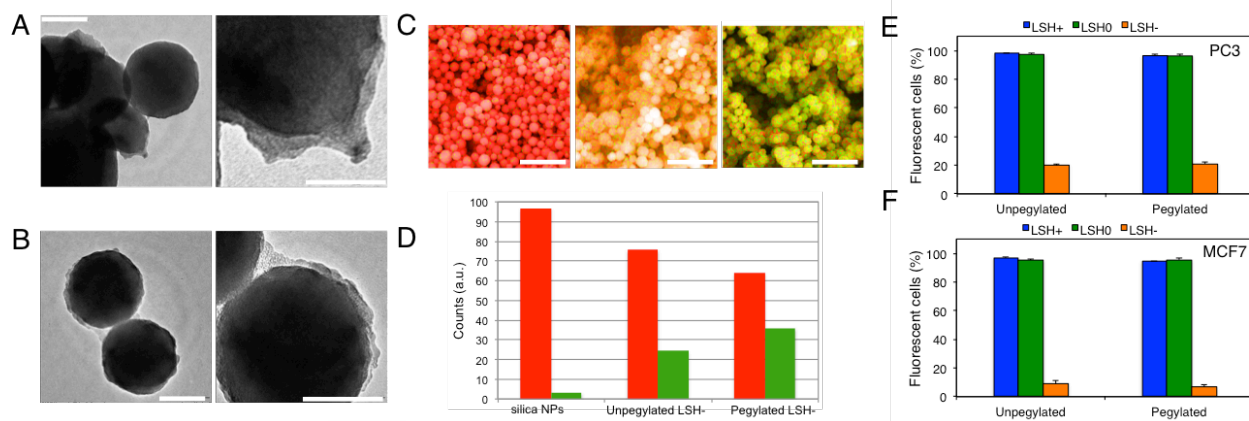 A
B
C
D
Counts (a.u.)
100
90
80
70
60
50
40
30
20
10
0
silica NPs
Unpegylated LSH-
Pegylated LSH-
E
LSH+ LSH0 LSH-
PC3
Fluorescent cells (%)
100
80
60
40
20
0
Unpegylated
Pegylated
F
LSH+ LSH0 LSH-
MCF7
Fluorescent cells (%)
100
80
60
40
20
0
Unpegylated
Pegylated